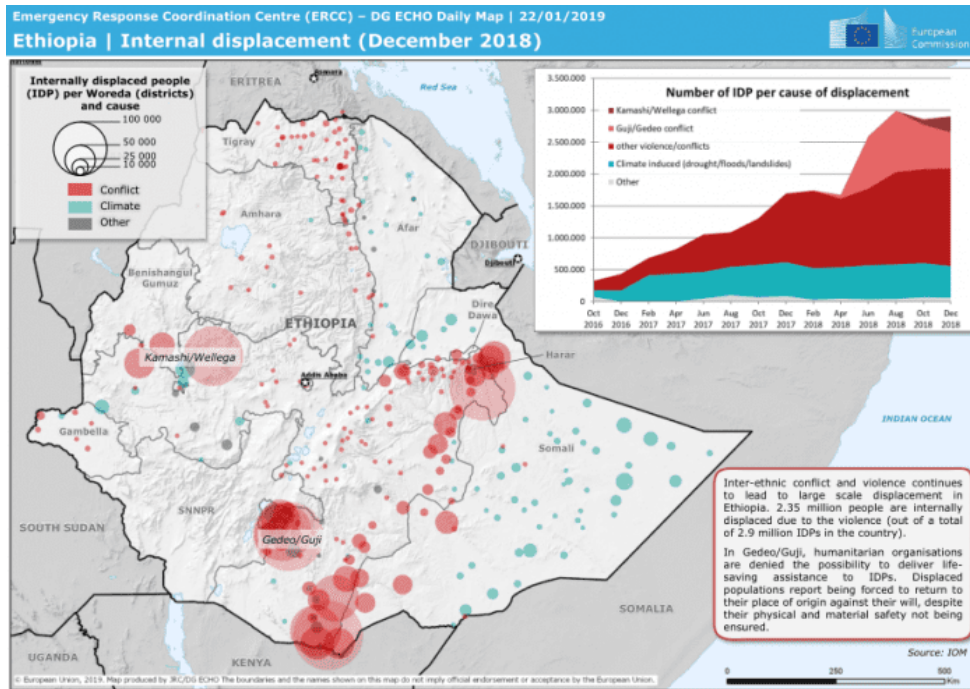 Emergency Response Coordination Centre (ERCC) – DG ECHO Daily Map | 22/01/2019
Ethiopia | Internal displacement (December 2018)
European
Commission
Internally displaced people
(IDP) per Woreda (districts)
and cause
100 000
50 000
25 000
10 000
Conflict
Climate
Other
ERITREA
Asmara
Red Sea
Tigray
Amhara
Afar
Benishangul
Gumuz
DJIBOUTI
Djibouti
Dire
Dawa
ETHIOPIA
Harar
Kamashi/Wellega
Addis Ababa
Gambella
Somali
SNNPR
Gedeo/Guji
SOUTH SUDAN
UGANDA
KENYA
SOMALIA
INDIAN OCEAN
Number of IDP per cause of displacement
3.500.000
3.000.000
2.500.000
2.000.000
1.500.000
1.000.000
500.000
0
Kamashi/Wellega conflict
Guji/Gedeo conflict
other violence/conflicts
Climate induced (drought/floods/landslides)
Other
Oct Dec Feb Apr Jun Aug Oct Dec Feb Apr Jun Aug Oct Dec
2016 2016 2017 2017 2017 2017 2017 2017 2018 2018 2018 2018 2018 2018
Inter-ethnic conflict and violence continues
to lead to large scale displacement in
Ethiopia. 2.35 million people are internally
displaced due to the violence (out of a total
of 2.9 million IDPs in the country).
In Gedeo/Guji, humanitarian organisations
are denied the possibility to deliver life-
saving assistance to IDPs. Displaced
populations report being forced to return to
their place of origin against their will, despite
their physical and material safety not being
ensured.
Source: IOM
0 250 500
Km
© European Union, 2019. Map produced by JRC/DG ECHO The boundaries and the names shown on this map do not imply official endorsement or acceptance by the European Union.